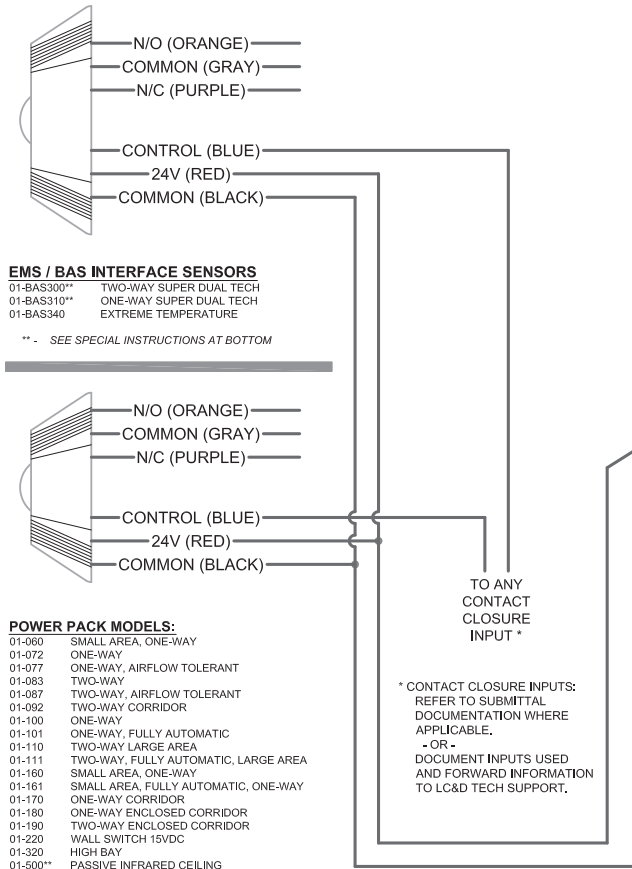 N/O (ORANGE)
COMMON (GRAY)
N/C (PURPLE)
CONTROL (BLUE)
24V (RED)
COMMON (BLACK)
EMS / BAS INTERFACE SENSORS
01-BAS300** TWO-WAY SUPER DUAL TECH
01-BAS310** ONE-WAY SUPER DUAL TECH
01-BAS340 EXTREME TEMPERATURE
** - SEE SPECIAL INSTRUCTIONS AT BOTTOM
N/O (ORANGE)
COMMON (GRAY)
N/C (PURPLE)
CONTROL (BLUE)
24V (RED)
COMMON (BLACK)
TO ANY
CONTACT
CLOSURE
INPUT *
POWER PACK MODELS:
01-060 SMALL AREA, ONE-WAY
01-072 ONE-WAY
01-077 ONE-WAY, AIRFLOW TOLERANT
01-083 TWO-WAY
01-087 TWO-WAY, AIRFLOW TOLERANT
01-092 TWO-WAY CORRIDOR
01-100 ONE-WAY
01-101 ONE-WAY, FULLY AUTOMATIC
01-110 TWO-WAY LARGE AREA
01-111 TWO-WAY, FULLY AUTOMATIC, LARGE AREA
01-160 SMALL AREA, ONE-WAY
01-161 SMALL AREA, FULLY AUTOMATIC, ONE-WAY
01-170 ONE-WAY CORRIDOR
01-180 ONE-WAY ENCLOSED CORRIDOR
01-190 TWO-WAY ENCLOSED CORRIDOR
01-220 WALL SWITCH 15VDC
01-320 HIGH BAY
01-500** PASSIVE INFRARED CEILING
* CONTACT CLOSURE INPUTS:
REFER TO SUBMITTAL
DOCUMENTATION WHERE
APPLICABLE.
- OR -
DOCUMENT INPUTS USED
AND FORWARD INFORMATION
TO LC&D TECH SUPPORT.